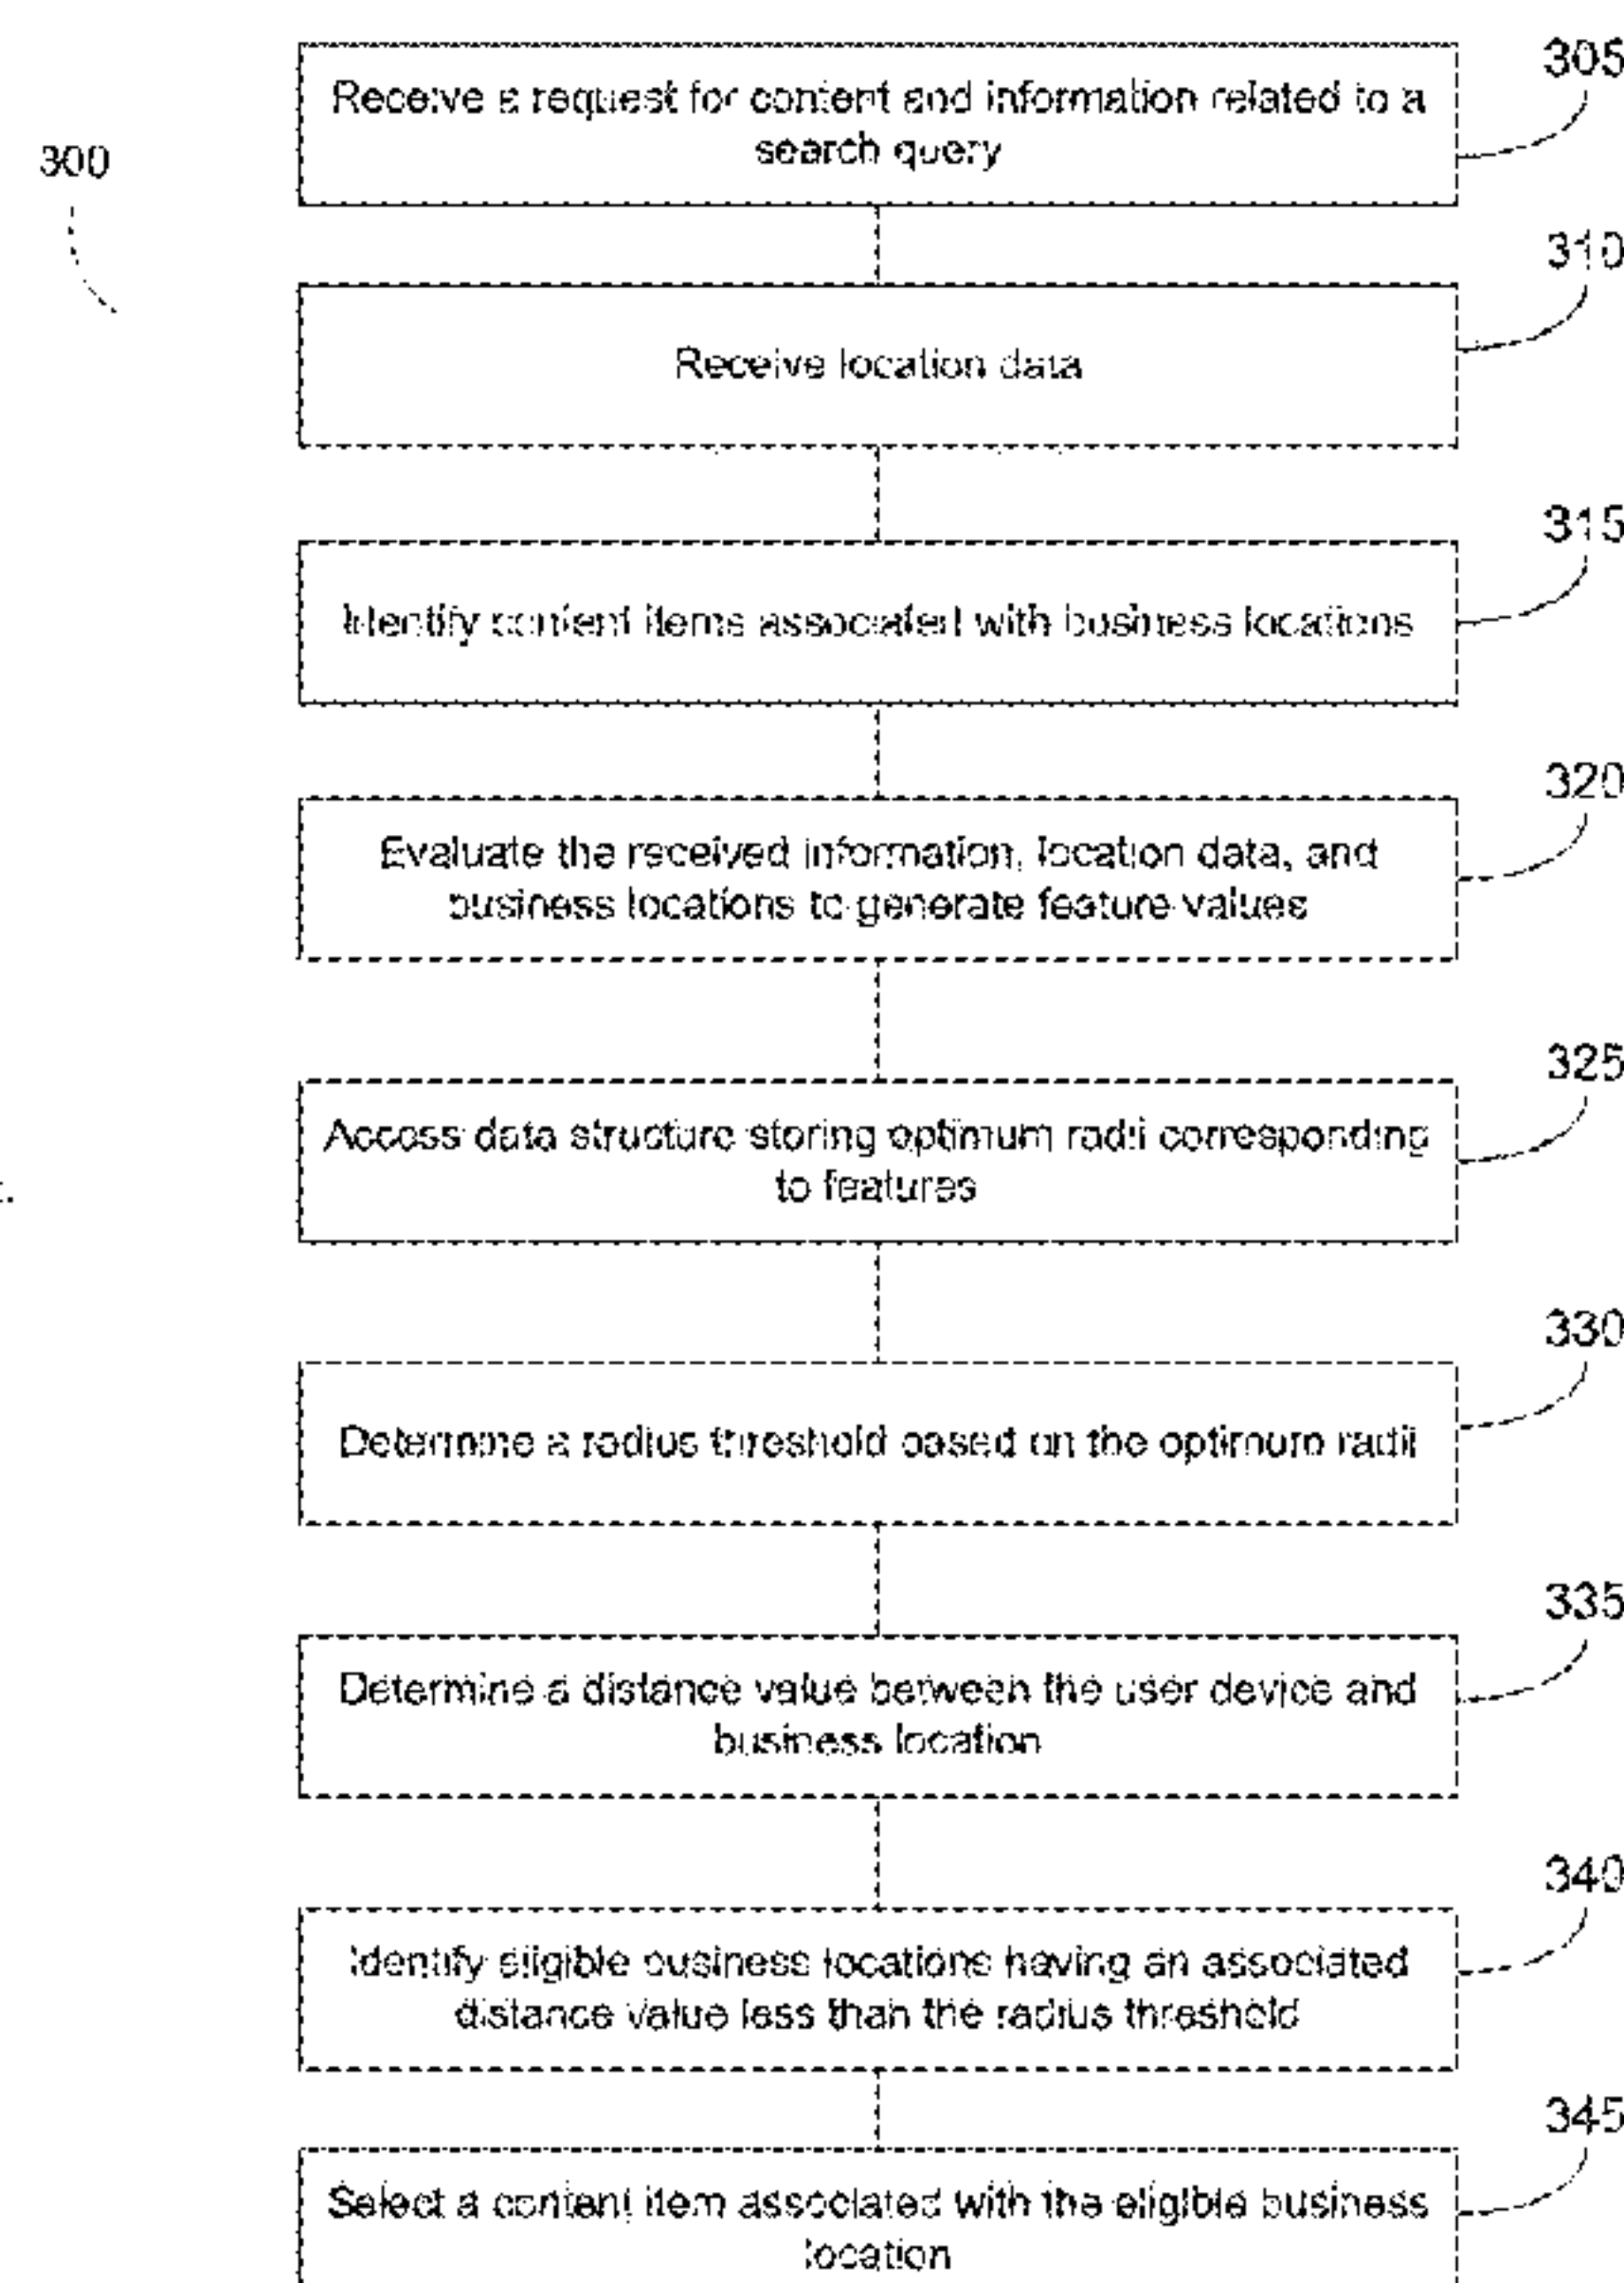 305
Receive a request for content and information related to a
search query
300
310
Receive location data
315
Identify content items associated with business locations
320
Evaluate the received information, location data, and
business locations to generate feature values
325
Access data structure storing optimum radii corresponding
to features
330
Determine a radius threshold based on the optimum radii
335
Determine a distance value between the user device and
business location
340
Identify eligible business locations having an associated
distance value less than the radius threshold
345
Select a content item associated with the eligible business
location